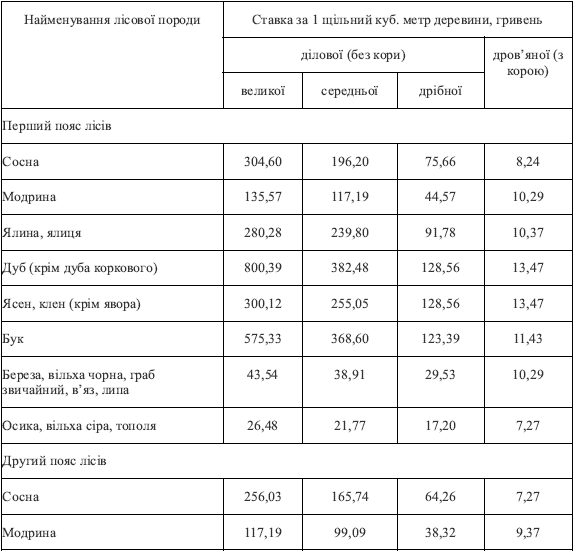 Найменування лісової породи Ставка за 1 щільний куб. метр деревини, гривень
ділової (без кори) дров’яної (з
корою)
великої середньої дрібної
Перший пояс лісів
Сосна 304,60 196,20 75,66 8,24
Модрина 135,57 117,19 44,57 10,29
Ялина, ялиця 280,28 239,80 91,78 10,37
Дуб (крім дуба коркового) 800,39 382,48 128,56 13,47
Ясен, клен (крім явора) 300,12 255,05 128,56 13,47
Бук 575,33 368,60 123,39 11,43
Береза, вільха чорна, граб 43,54 38,91 29,53 10,29
звичайний, в’яз, липа
Осика, вільха сіра, тополя 26,48 21,77 17,20 7,27
Другий пояс лісів
Сосна 256,03 165,74 64,26 7,27
Модрина 117,19 99,09 38,32 9,37